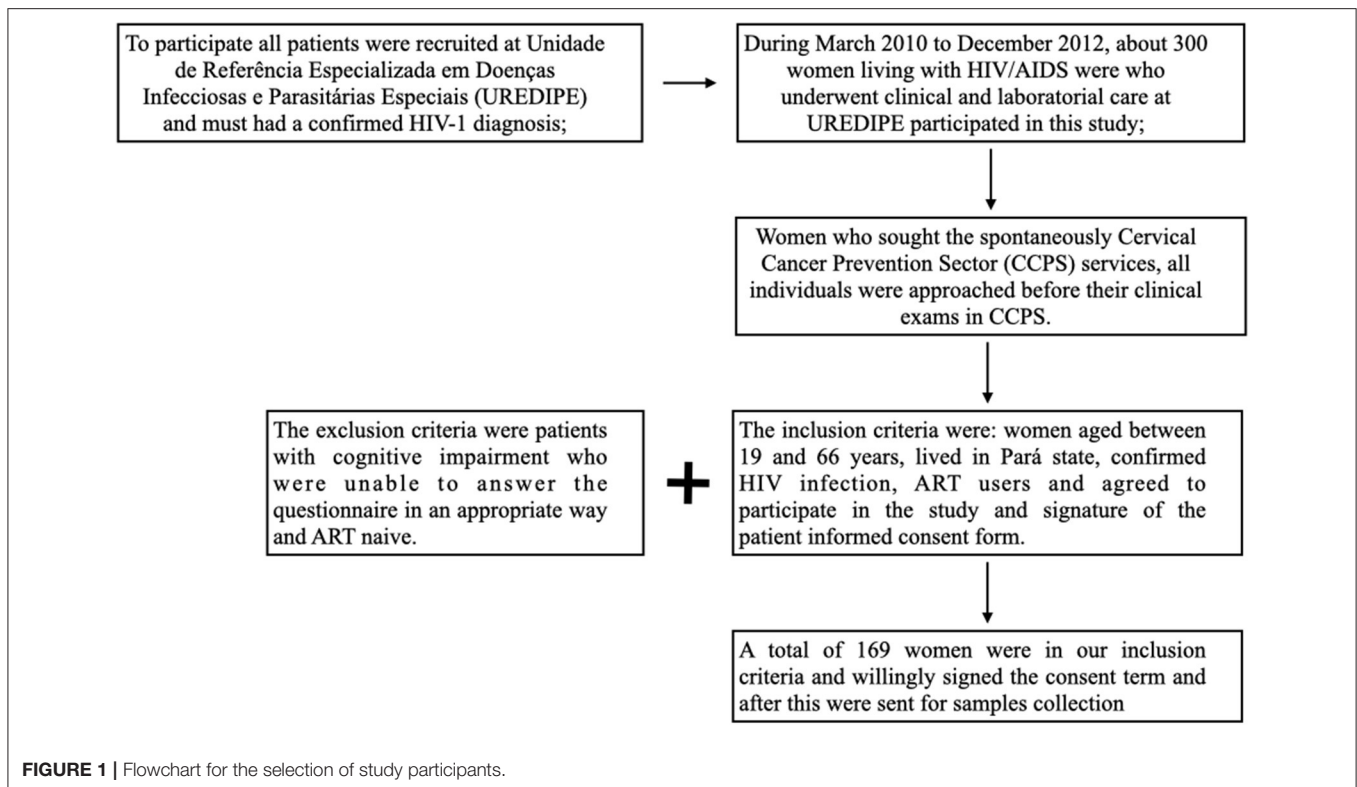 To participate all patients were recruited at Unidade
de Referência Especializada em Doenças
Infecciosas e Parasitárias Especiais (UREDIPE)
and must had a confirmed HIV-1 diagnosis;
During March 2010 to December 2012, about 300
women living with HIV/AIDS were who
underwent clinical and laboratorial care at
UREDIPE participated in this study;
Women who sought the spontaneously Cervical
Cancer Prevention Sector (CCPS) services, all
individuals were approached before their clinical
exams in CCPS.
The exclusion criteria were patients
with cognitive impairment who
were unable to answer the
questionnaire in an appropriate way
and ART naive.
+
The inclusion criteria were: women aged between
19 and 66 years, lived in Pará state, confirmed
HIV infection, ART users and agreed to
participate in the study and signature of the
patient informed consent form.
A total of 169 women were in our inclusion
criteria and willingly signed the consent term and
after this were sent for samples collection
FIGURE 1 | Flowchart for the selection of study participants.